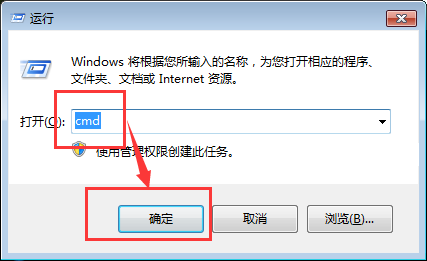 运行
Windows 将根据您所输入的名称，为您打开相应的程序、
文件夹、文档或 Internet 资源。
打开(O): cmd
使用管理权限创建此任务。
确定 取消 浏览(B)...